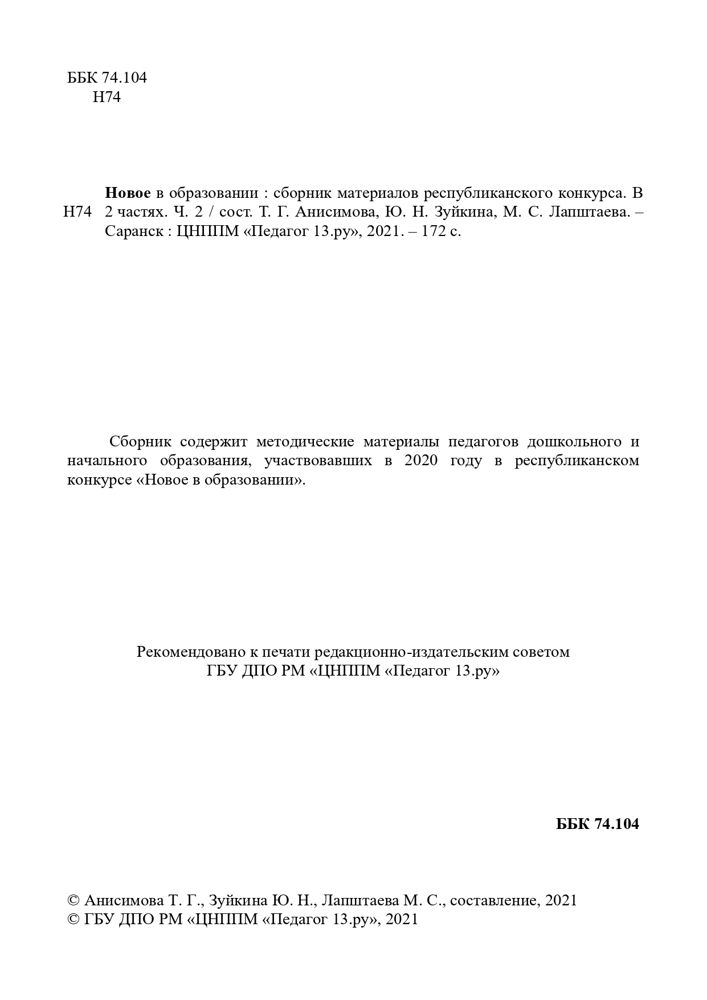 ББК 74.104
Н74
Новое в образовании : сборник материалов республиканского конкурса. В
Н74 2 частях. Ч. 2 / сост. Т. Г. Анисимова, Ю. Н. Зуйкина, М. С. Лапштаева. –
Саранск : ЦНППМ «Педагог 13.ру», 2021. – 172 с.
Сборник содержит методические материалы педагогов дошкольного и
начального образования, участвовавших в 2020 году в республиканском
конкурсе «Новое в образовании».
Рекомендовано к печати редакционно-издательским советом
ГБУ ДПО РМ «ЦНППМ «Педагог 13.ру»
ББК 74.104
© Анисимова Т. Г., Зуйкина Ю. Н., Лапштаева М. С., составление, 2021
© ГБУ ДПО РМ «ЦНППМ «Педагог 13.ру», 2021